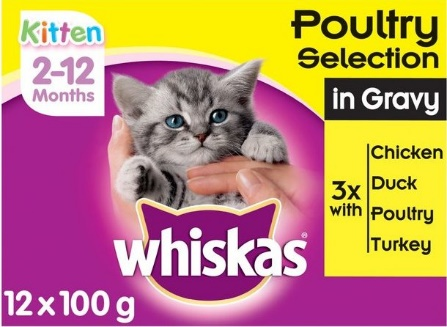 Kitten
2-12
Months
Poultry
Selection
in Gravy
3x
with
Chicken
Duck
Poultry
Turkey
whiskas®
12 x 100 g